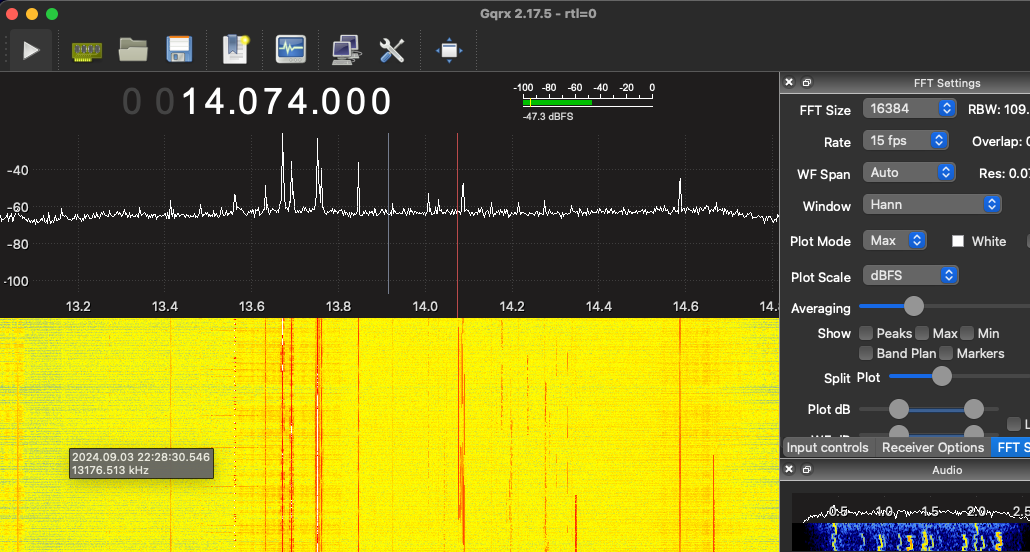 Gqrx 2.17.5 - rtl=0
0 014.074.000
-100 -80 -60 -40 -20 0
-47.3 dBFS
-40
-60
-80
-100
13.2 13.4 13.6 13.8 14.0 14.2 14.4 14.6 14.8
2024.09.03 22:28:30.546
13176.513 kHz
FFT Settings
FFT Size 16384 RBW: 109.
Rate 15 fps Overlap: 0
WF Span Auto Res: 0.07
Window Hann
Plot Mode Max White
Plot Scale dBFS
Averaging
Show Peaks Max Min
Band Plan Markers
Split Plot
Plot dB L
WF dB
Input controls Receiver Options FFT S
Audio
0.5 1.0 1.5 2.0 2.5